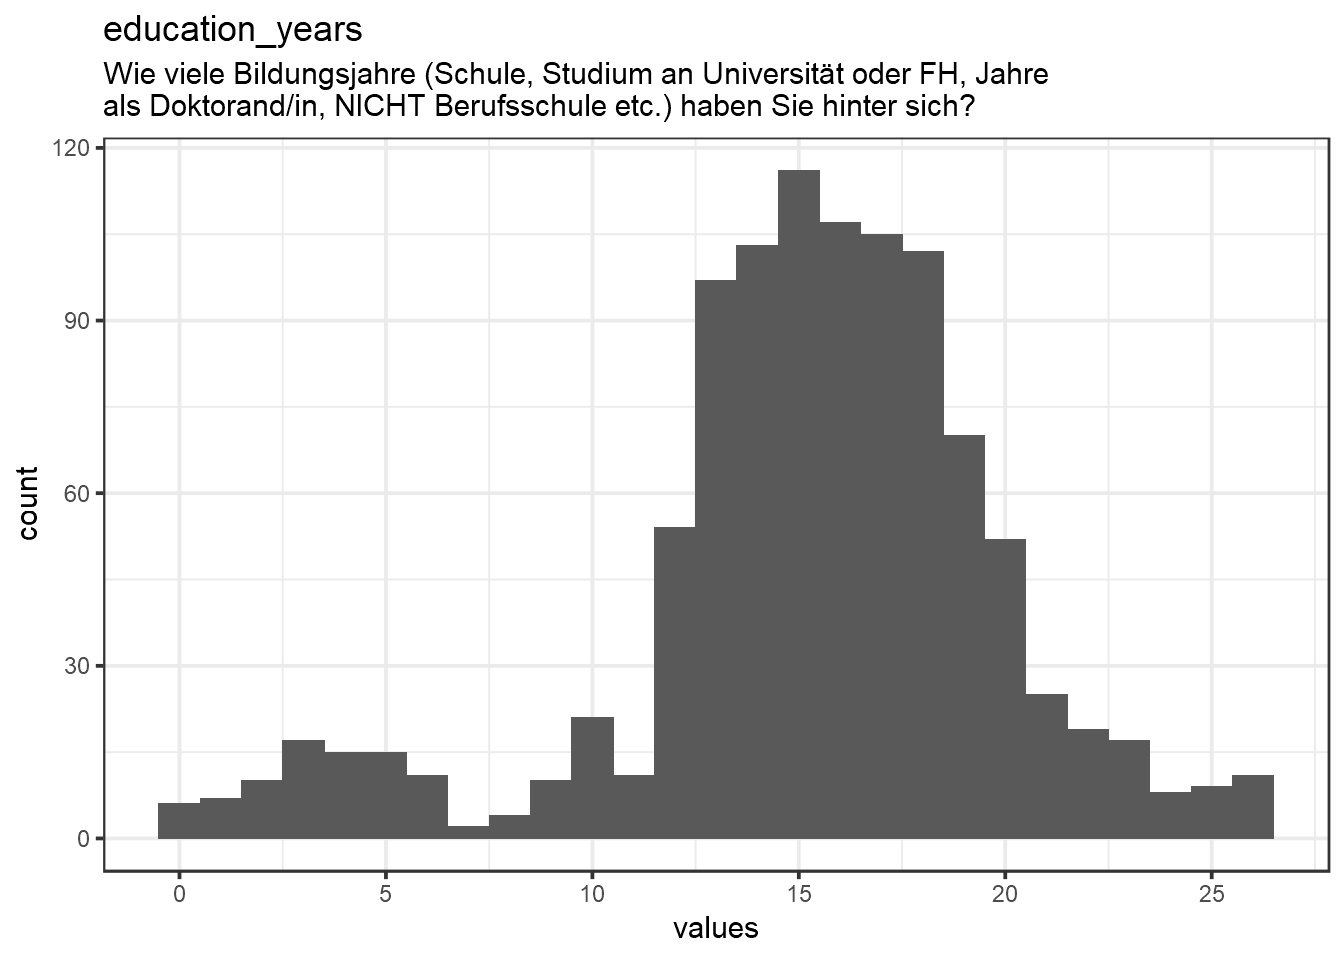 education_years
Wie viele Bildungsjahre (Schule, Studium an Universität oder FH, Jahre
als Doktorand/in, NICHT Berufsschule etc.) haben Sie hinter sich?
120
90
60
30
0
count
0 5 10 15 20 25
values